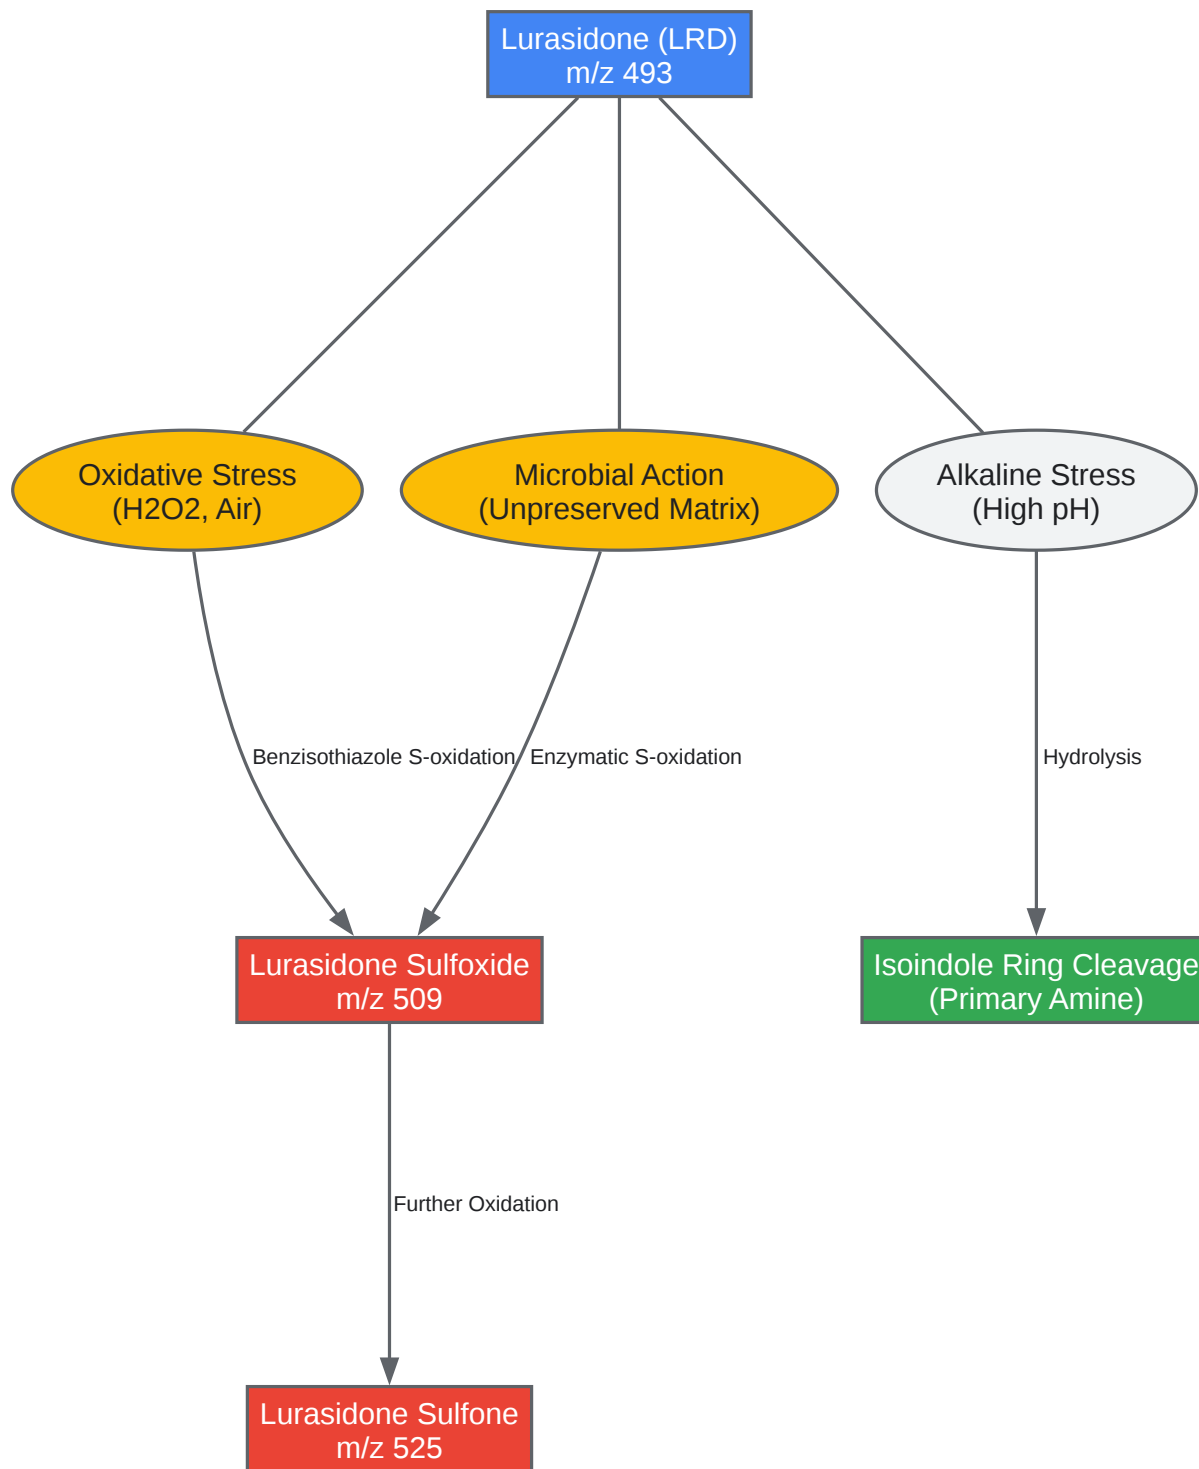 Lurasidone (LRD)
m/z 493
Oxidative Stress
(H2O2, Air)
Microbial Action
(Unpreserved Matrix)
Alkaline Stress
(High pH)
Benzisothiazole S-oxidation
Enzymatic S-oxidation
Hydrolysis
Lurasidone Sulfoxide
m/z 509
Isoindole Ring Cleavage
(Primary Amine)
Further Oxidation
Lurasidone Sulfone
m/z 525